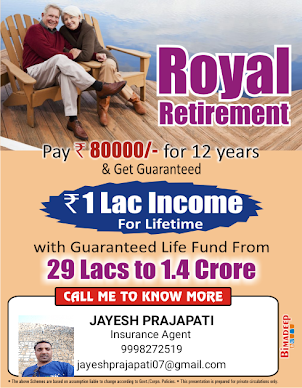 Royal
Retirement
Pay ₹ 80000/- for 12 years
& Get Guaranteed
₹ 1 Lac Income
For Lifetime
with Guaranteed Life Fund From
29 Lacs to 1.4 Crore
CALL ME TO KNOW MORE
JAYESH PRAJAPATI
Insurance Agent
9998272519
jayeshprajapati07@gmail.com
BIMADEEP
• The above Schemes are based on assumption liable to change according to Govt./Corpo. Policies. • This presentation is prepared for private circulations only.